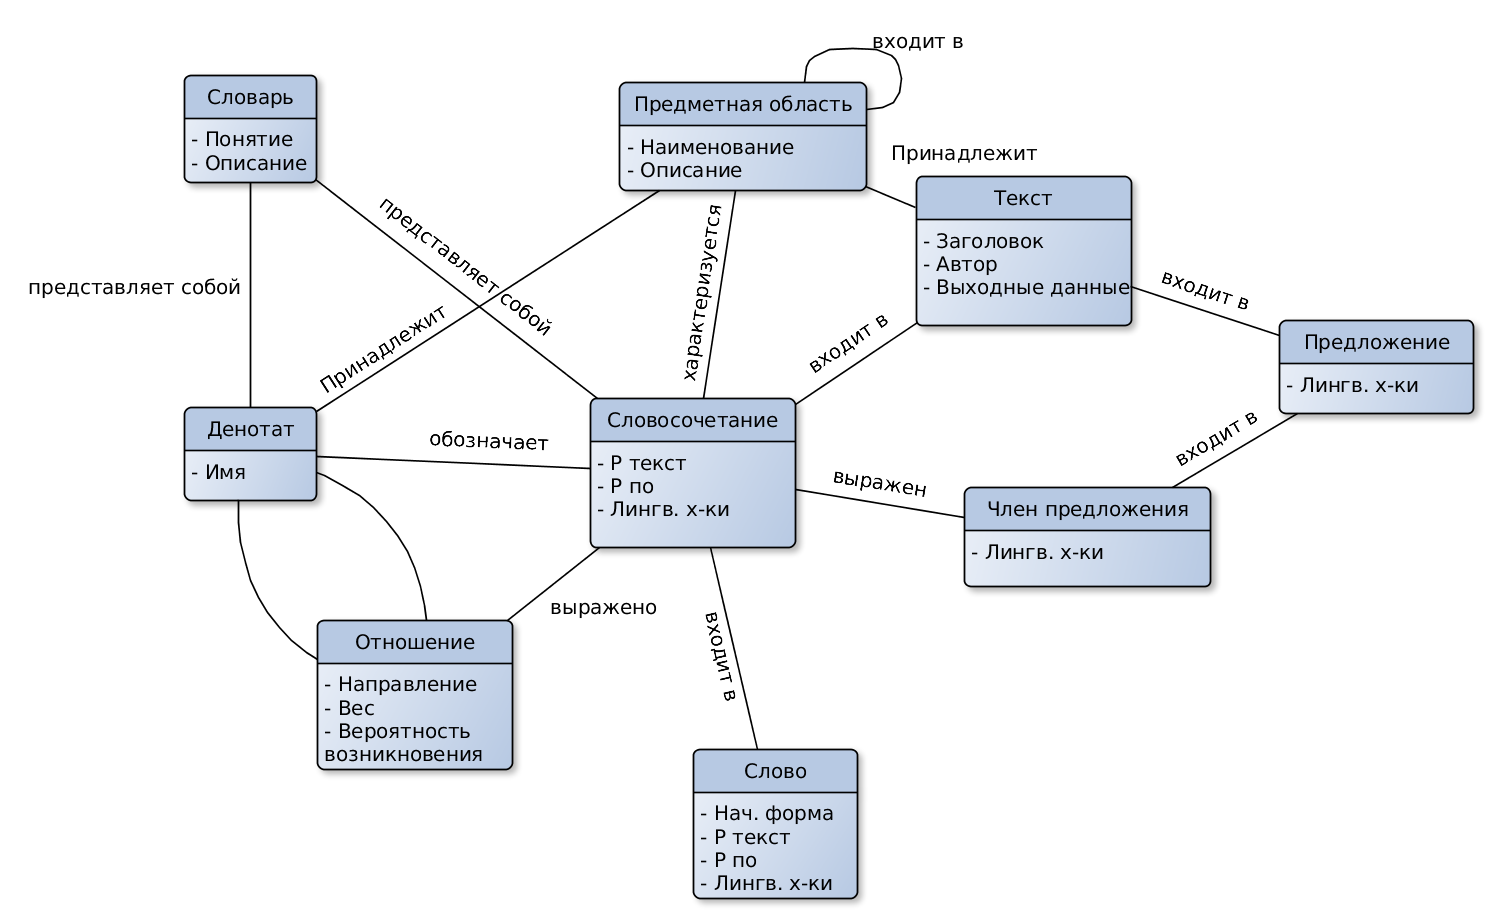 входит в
Словарь
- Понятие
- Описание
Предметная область
- Наименование
- Описание
Принадлежит
Текст
- Заголовок
- Автор
- Выходные данные
представляет собой
представляет собой
Принадлежит
характеризуется
входит в
входит в
Предложение
- Лингв. х-ки
Денотат
- Имя
обозначает
Словосочетание
- Р текст
- Р по
- Лингв. х-ки
выражен
входит в
Член предложения
- Лингв. х-ки
выражено
входит в
Отношение
- Направление
- Вес
- Вероятность
возникновения
Слово
- Нач. форма
- Р текст
- Р по
- Лингв. х-ки